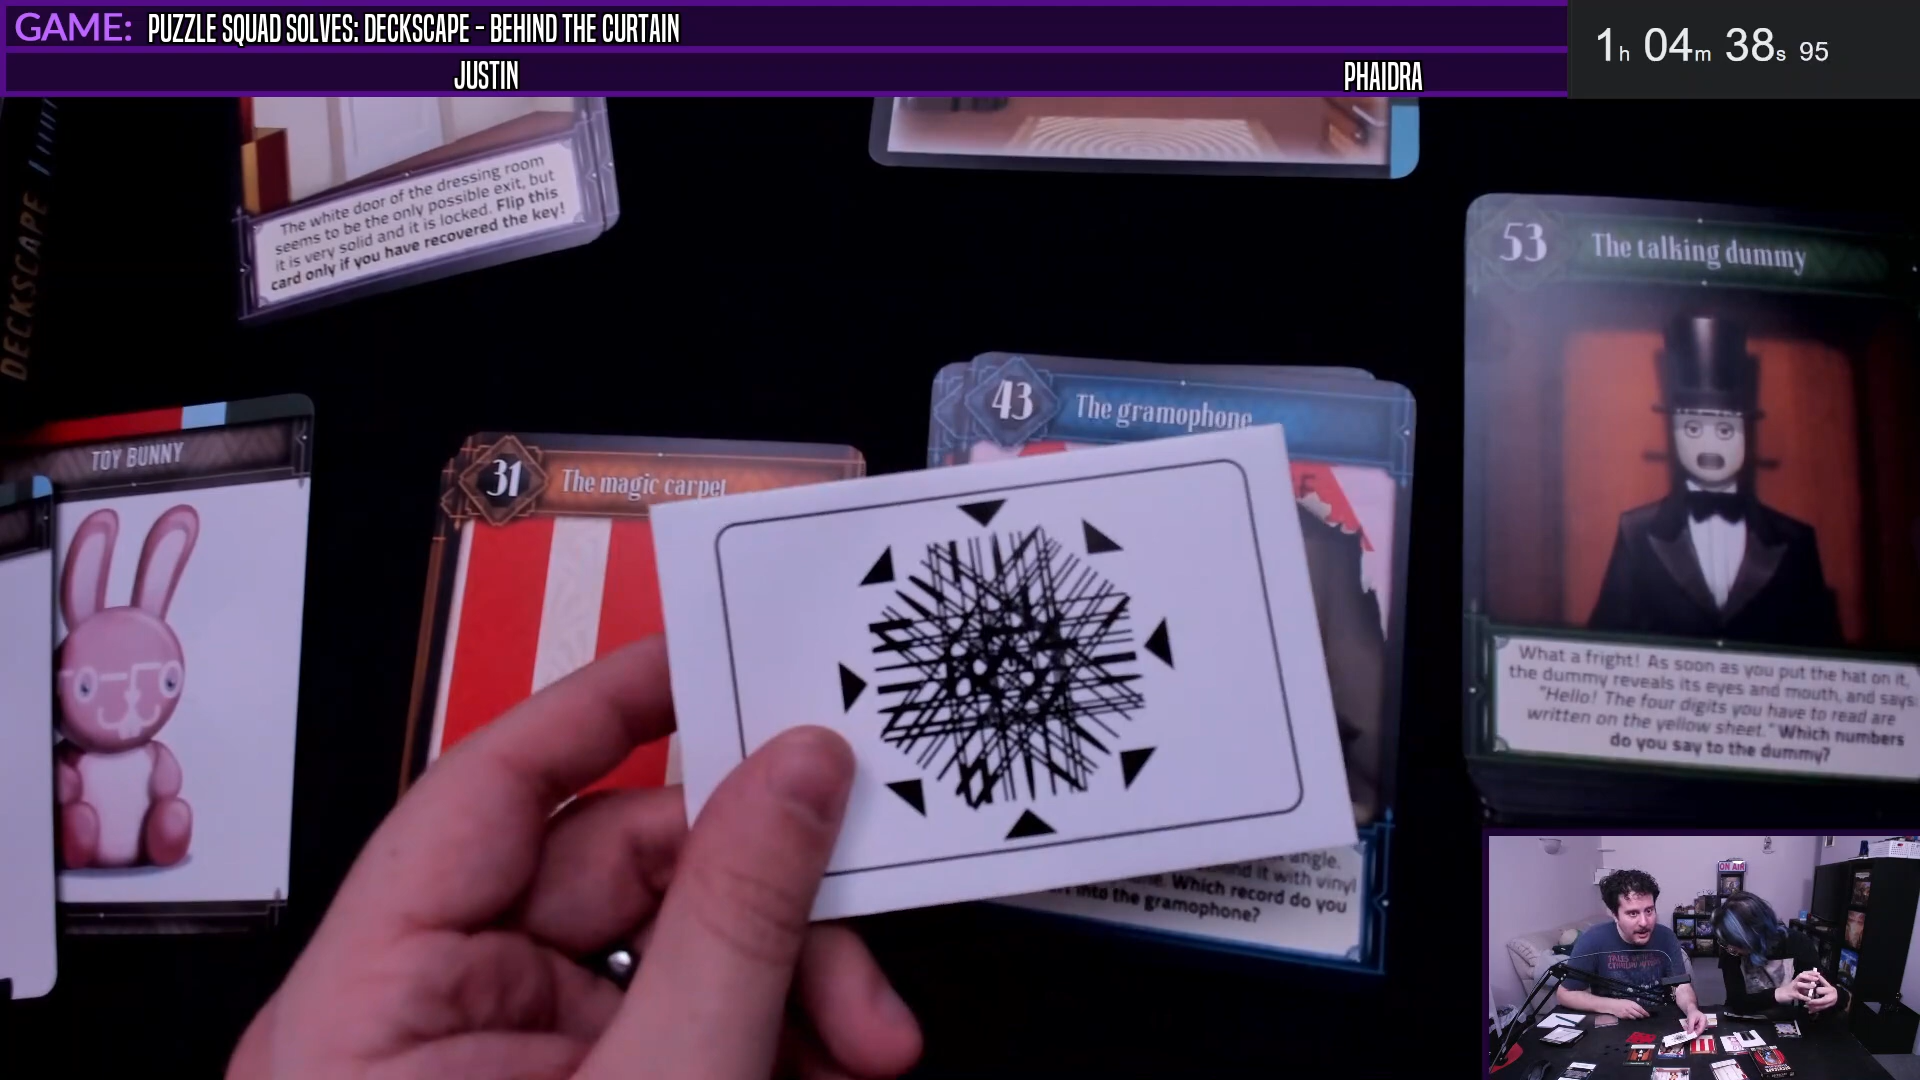 GAME: PUZZLE SQUAD SOLVES: DECKSCAPE - BEHIND THE CURTAIN
JUSTIN
PHAIDRA
1h 04m 38s 95
DECKSCAPE
The white door of the dressing room
seems to be the only possible exit, but
it is very solid and it is locked. Flip this
card only if you have recovered the key!
TOY BUNNY
31 The magic carpet
43 The gramophone
angle.
it with vinyl
Which record do you
into the gramophone?
53 The talking dummy
What a fright! As soon as you put the hat on it,
the dummy reveals its eyes and mouth, and says:
"Hello! The four digits you have to read are
written on the yellow sheet." Which numbers
do you say to the dummy?
ON AIR